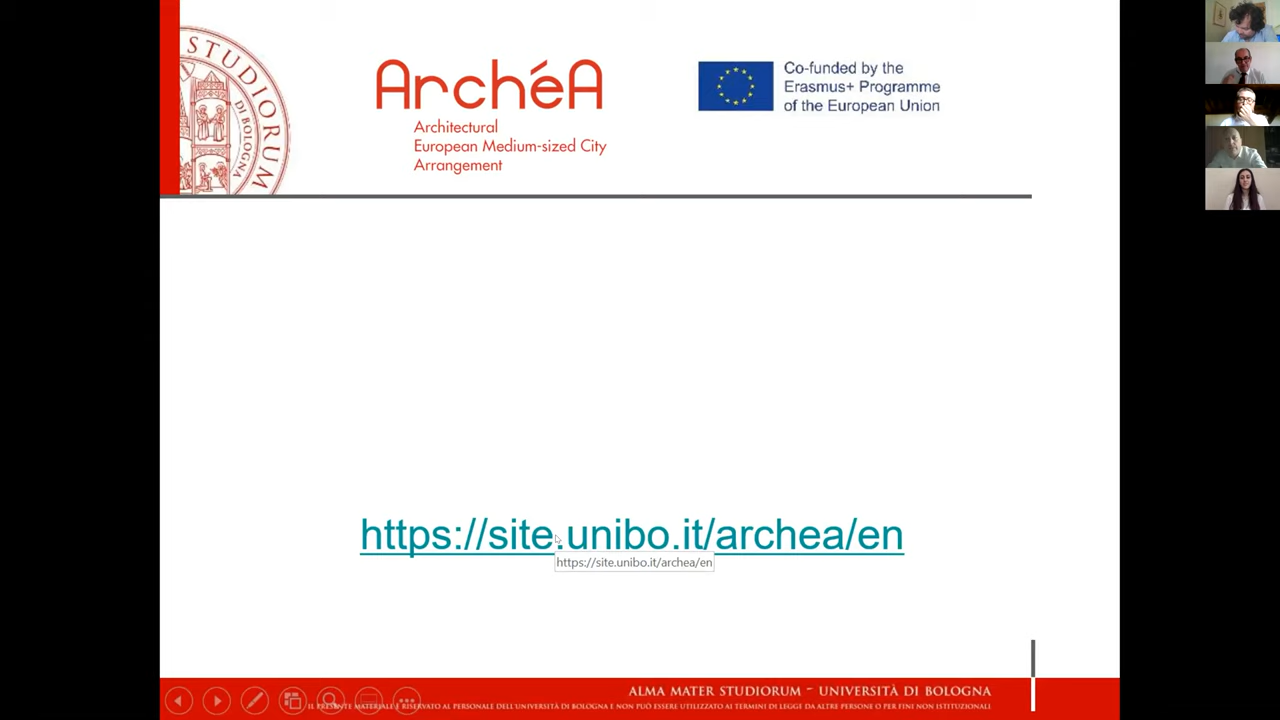 STUDIORUM
DI BOLOGNA
ArchéA
Architectural
European Medium-sized City
Arrangement
Co-funded by the
Erasmus+ Programme
of the European Union
https://site.unibo.it/archea/en
https://site.unibo.it/archea/en
ALMA MATER STUDIORUM – UNIVERSITÀ DI BOLOGNA
IL PRESENTE MATERIALE È RISERVATO AL PERSONALE DELL'UNIVERSITÀ DI BOLOGNA E NON PUÒ ESSERE UTILIZZATO AI TERMINI DI LEGGE DA ALTRE PERSONE O PER FINI NON ISTITUZIONALI